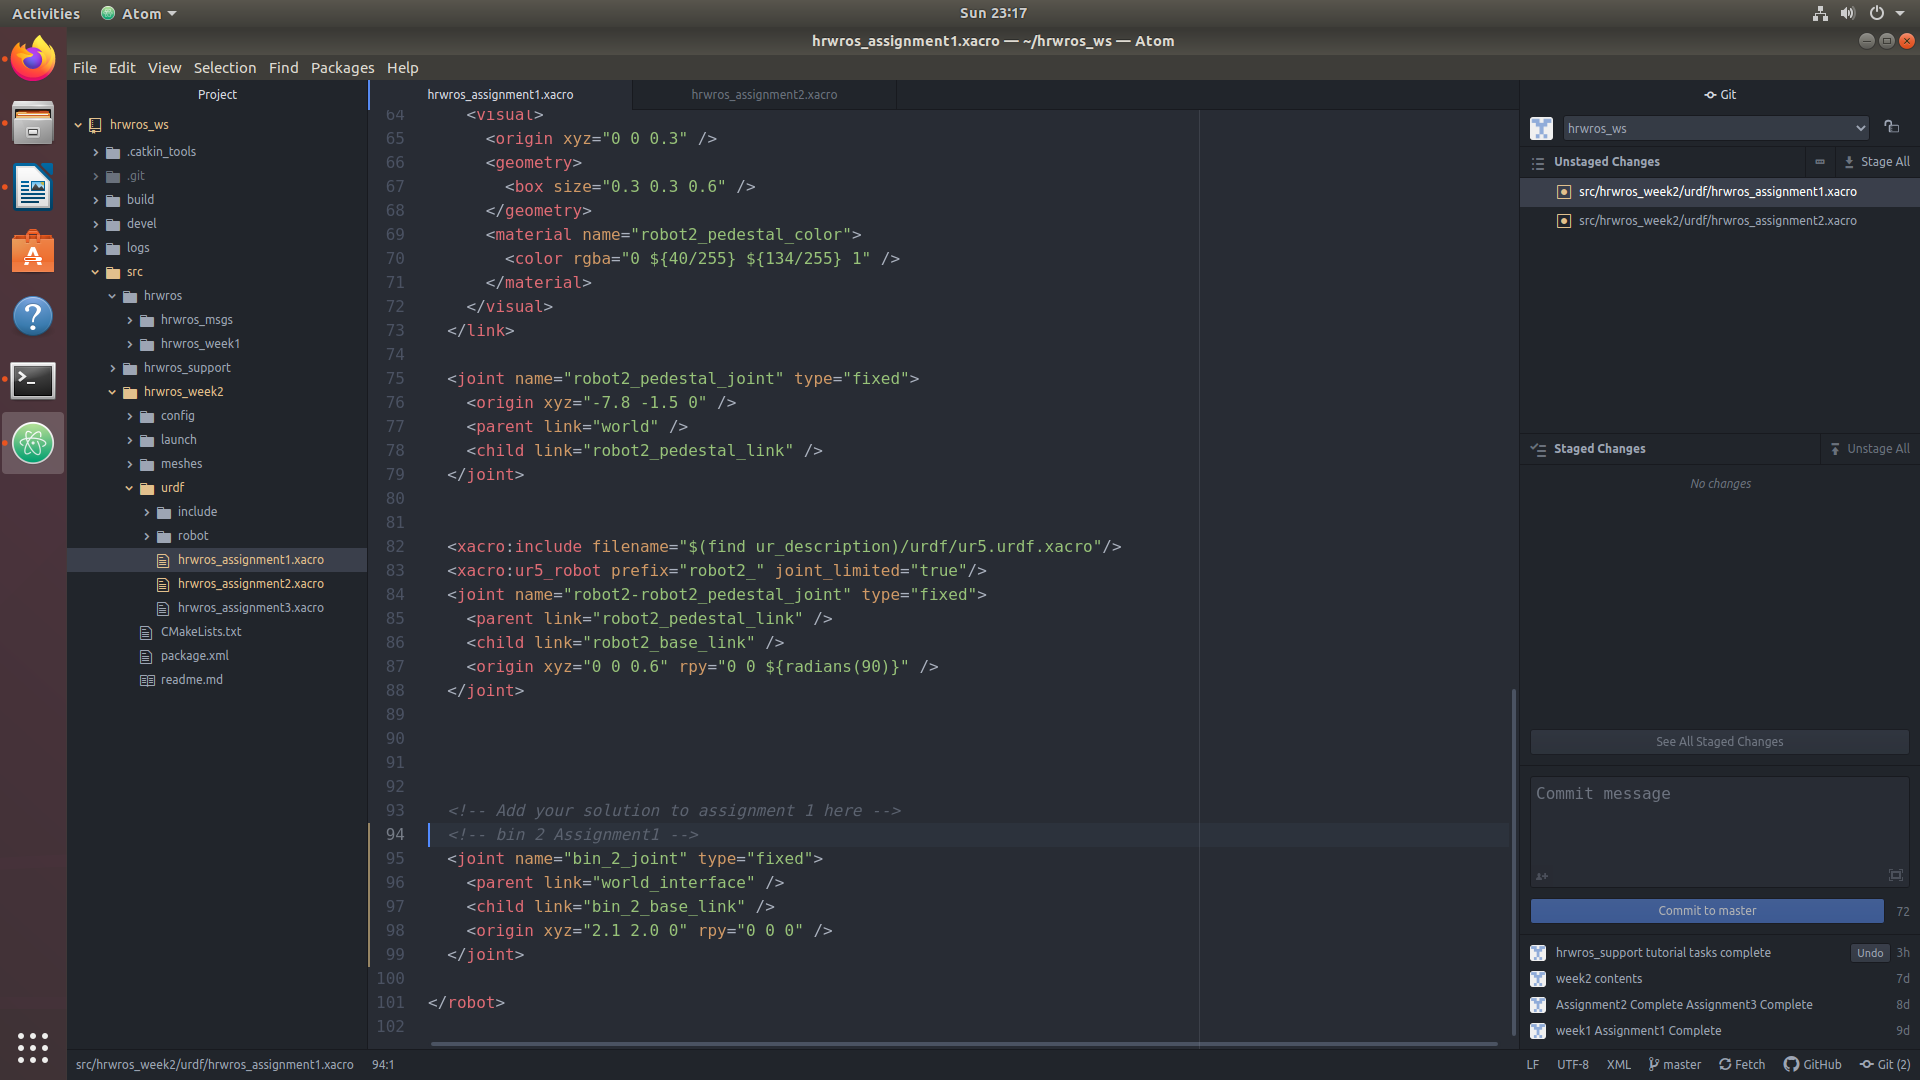 Activities
Atom
Sun 23:17
hrwros_assignment1.xacro — ~/hrwros_ws — Atom
File Edit View Selection Find Packages Help
Project
hrwros_ws
.catkin_tools
.git
build
devel
logs
src
hrwros
hrwros_msgs
hrwros_week1
hrwros_support
hrwros_week2
config
launch
meshes
urdf
include
robot
hrwros_assignment1.xacro
hrwros_assignment2.xacro
hrwros_assignment3.xacro
CMakeLists.txt
package.xml
readme.md
hrwros_assignment1.xacro
hrwros_assignment2.xacro
64 <visual>
65 <origin xyz="0 0 0.3" />
66 <geometry>
67 <box size="0.3 0.3 0.6" />
68 </geometry>
69 <material name="robot2_pedestal_color">
70 <color rgba="0 ${40/255} ${134/255} 1" />
71 </material>
72 </visual>
73 </link>
74
75 <joint name="robot2_pedestal_joint" type="fixed">
76 <origin xyz="-7.8 -1.5 0" />
77 <parent link="world" />
78 <child link="robot2_pedestal_link" />
79 </joint>
80
81
82 <xacro:include filename="$(find ur_description)/urdf/ur5.urdf.xacro"/>
83 <xacro:ur5_robot prefix="robot2_" joint_limited="true"/>
84 <joint name="robot2-robot2_pedestal_joint" type="fixed">
85 <parent link="robot2_pedestal_link" />
86 <child link="robot2_base_link" />
87 <origin xyz="0 0 0.6" rpy="0 0 ${radians(90)}" />
88 </joint>
89
90
91
92
93 <!-- Add your solution to assignment 1 here -->
94 <!-- bin 2 Assignment1 -->
95 <joint name="bin_2_joint" type="fixed">
96 <parent link="world_interface" />
97 <child link="bin_2_base_link" />
98 <origin xyz="2.1 2.0 0" rpy="0 0 0" />
99 </joint>
100
101 </robot>
102
Git
hrwros_ws
Unstaged Changes
Stage All
src/hrwros_week2/urdf/hrwros_assignment1.xacro
src/hrwros_week2/urdf/hrwros_assignment2.xacro
Staged Changes
Unstage All
No changes
See All Staged Changes
Commit message
Commit to master 72
hrwros_support tutorial tasks complete Undo 3h
week2 contents 7d
Assignment2 Complete Assignment3 Complete 8d
week1 Assignment1 Complete 9d
src/hrwros_week2/urdf/hrwros_assignment1.xacro 94:1
LF UTF-8 XML master Fetch GitHub Git (2)